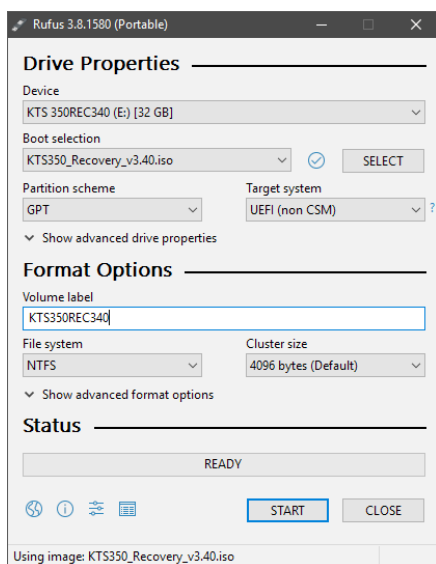 Rufus 3.8.1580 (Portable)
Drive Properties
Device
KTS 350REC340 (E:) [32 GB]
Boot selection
KTS350_Recovery_v3.40.iso SELECT
Partition scheme Target system
GPT UEFI (non CSM) ?
Show advanced drive properties
Format Options
Volume label
KTS350REC340
File system Cluster size
NTFS 4096 bytes (Default)
Show advanced format options
Status
READY
START CLOSE
Using image: KTS350_Recovery_v3.40.iso